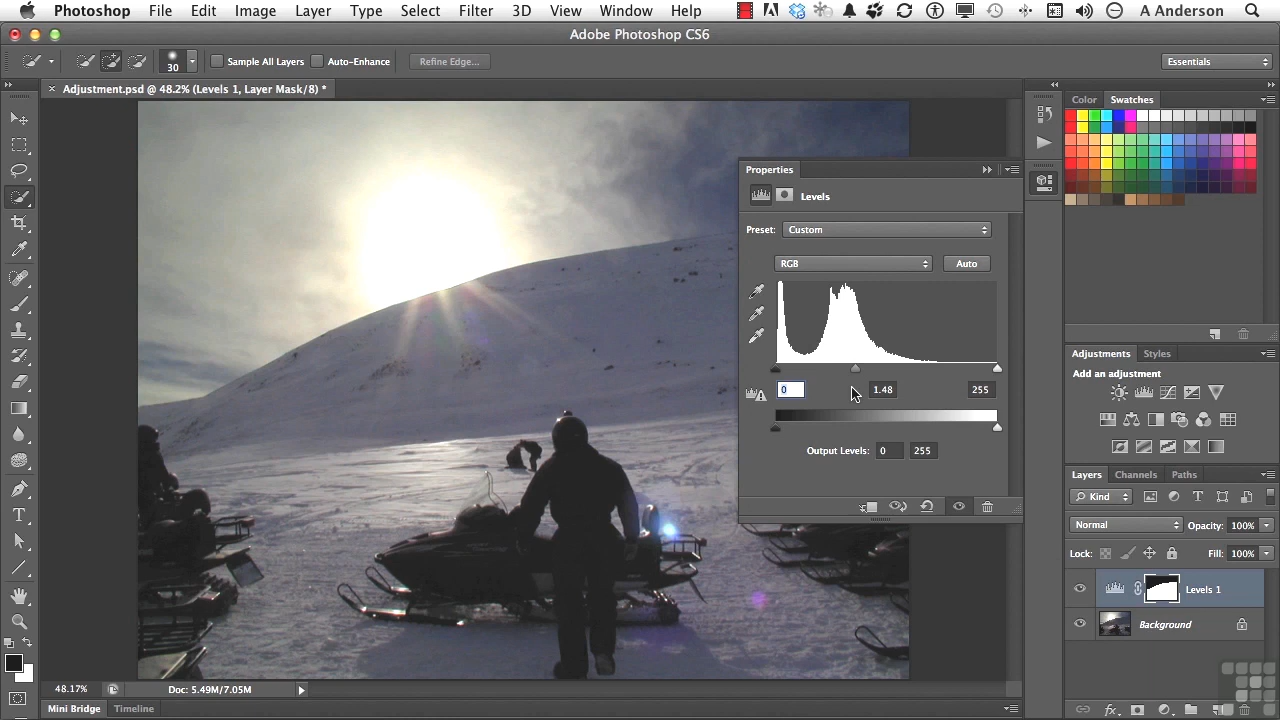 Photoshop File Edit Image Layer Type Select Filter 3D View Window Help A Anderson
Adobe Photoshop CS6
30 Sample All Layers Auto-Enhance Refine Edge... Essentials
Adjustment.psd @ 48.2% (Levels 1, Layer Mask/8) *
Color Swatches
Properties
Levels
Preset: Custom
RGB Auto
0 1.48 255
Output Levels: 0 255
Adjustments Styles
Add an adjustment
Layers Channels Paths
Kind
Normal Opacity: 100%
Lock: Fill: 100%
Levels 1
Background
48.17% Doc: 5.49M/7.05M
Mini Bridge Timeline